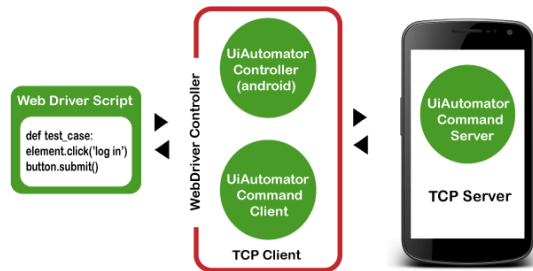 Web Driver Script
def test_case:
element.click('log in')
button.submit()
WebDriver Controller
UiAutomator
Controller
(android)
UiAutomator
Command
Client
TCP Client
UiAutomator
Command
Server
TCP Server